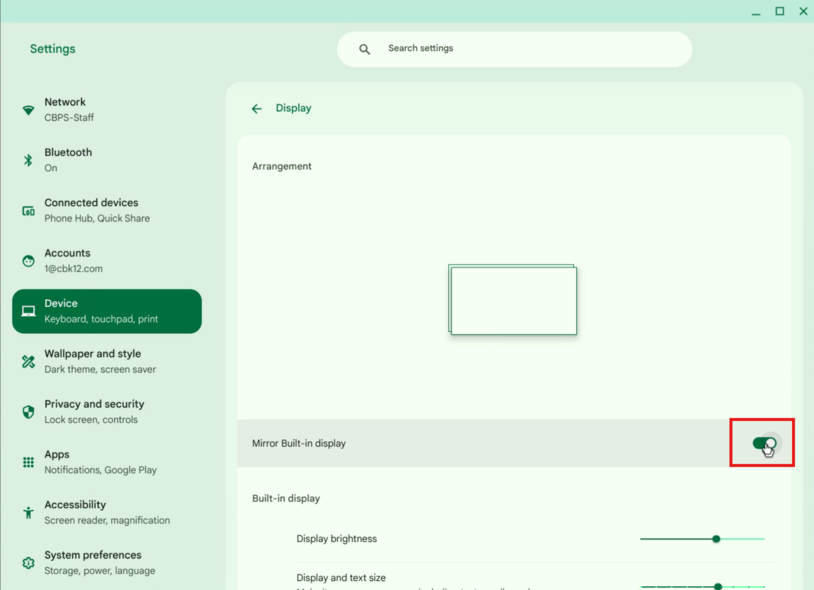 Settings
Search settings
Network
CBPS-Staff
Bluetooth
On
Connected devices
Phone Hub, Quick Share
Accounts
1@cbk12.com
Device
Keyboard, touchpad, print
Wallpaper and style
Dark theme, screen saver
Privacy and security
Lock screen, controls
Apps
Notifications, Google Play
Accessibility
Screen reader, magnification
System preferences
Storage, power, language
Display
Arrangement
Mirror Built-in display
Built-in display
Display brightness
Display and text size